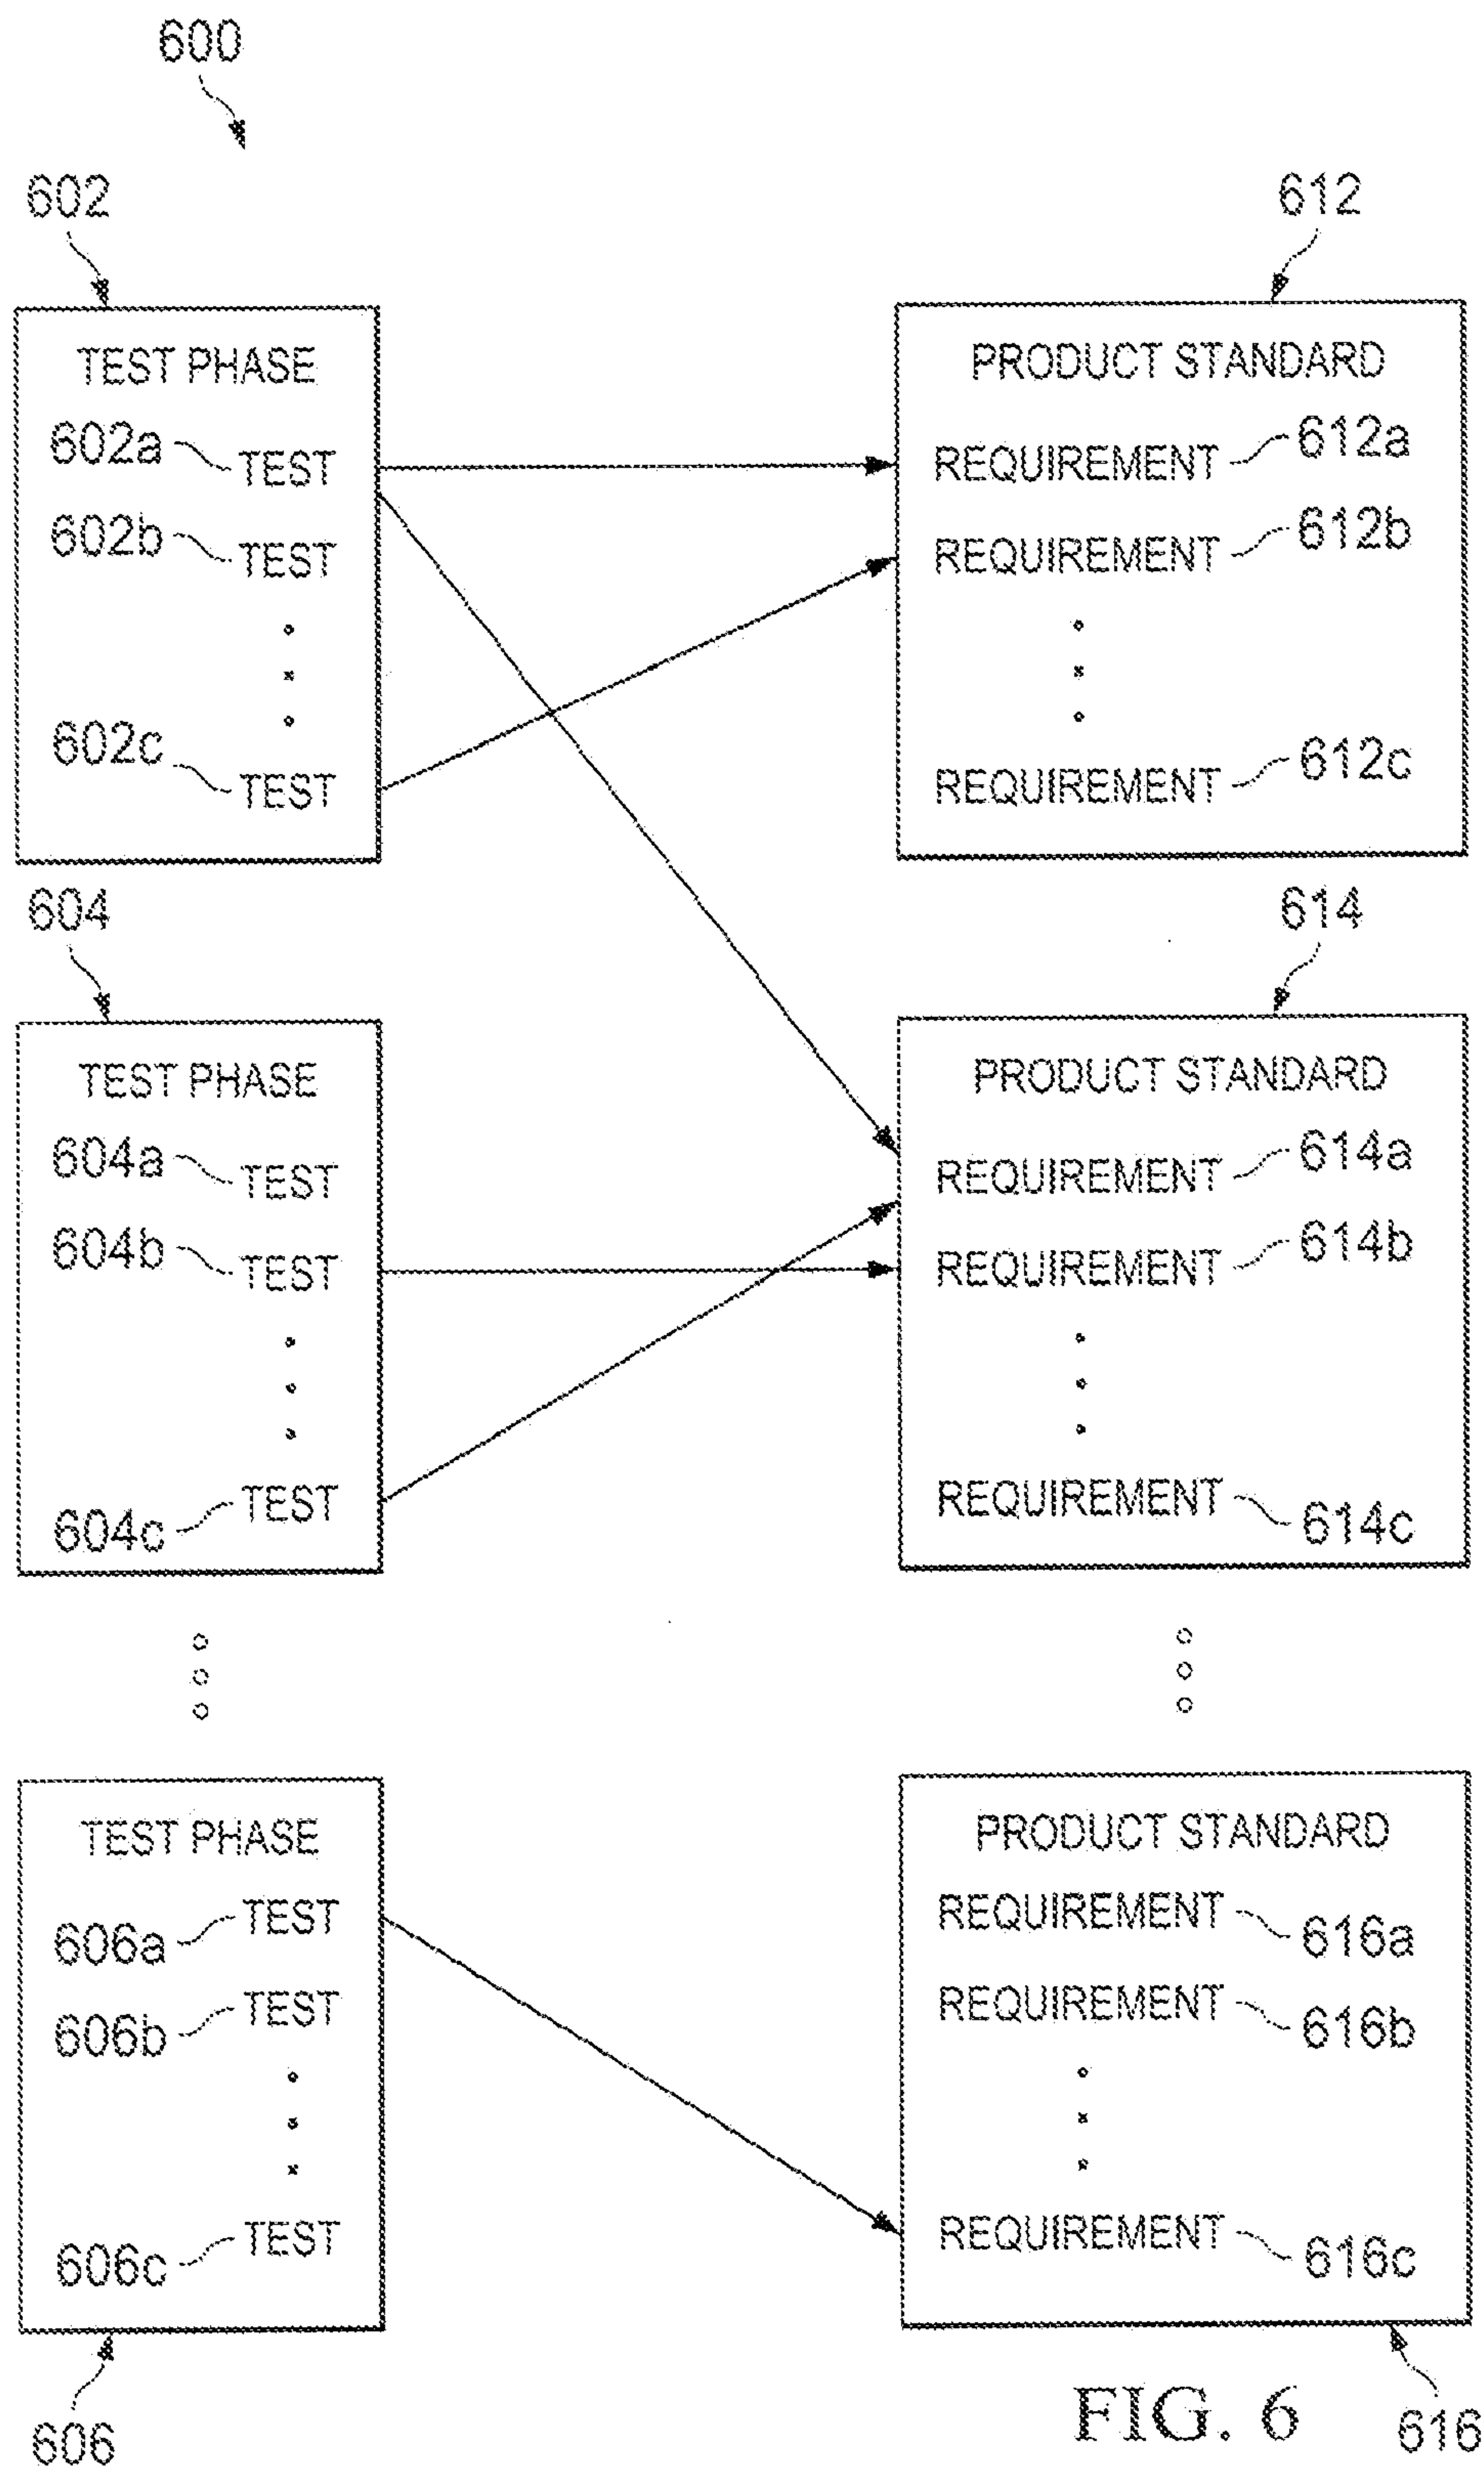 600
602
TEST PHASE
602a TEST
602b TEST
602c TEST
612
PRODUCT STANDARD
REQUIREMENT 612a
REQUIREMENT 612b
REQUIREMENT 612c
604
TEST PHASE
604a TEST
604b TEST
604c TEST
614
PRODUCT STANDARD
REQUIREMENT 614a
REQUIREMENT 614b
REQUIREMENT 614c
TEST PHASE
606a TEST
606b TEST
606c TEST
606
PRODUCT STANDARD
REQUIREMENT 616a
REQUIREMENT 616b
REQUIREMENT 616c
616
FIG. 6